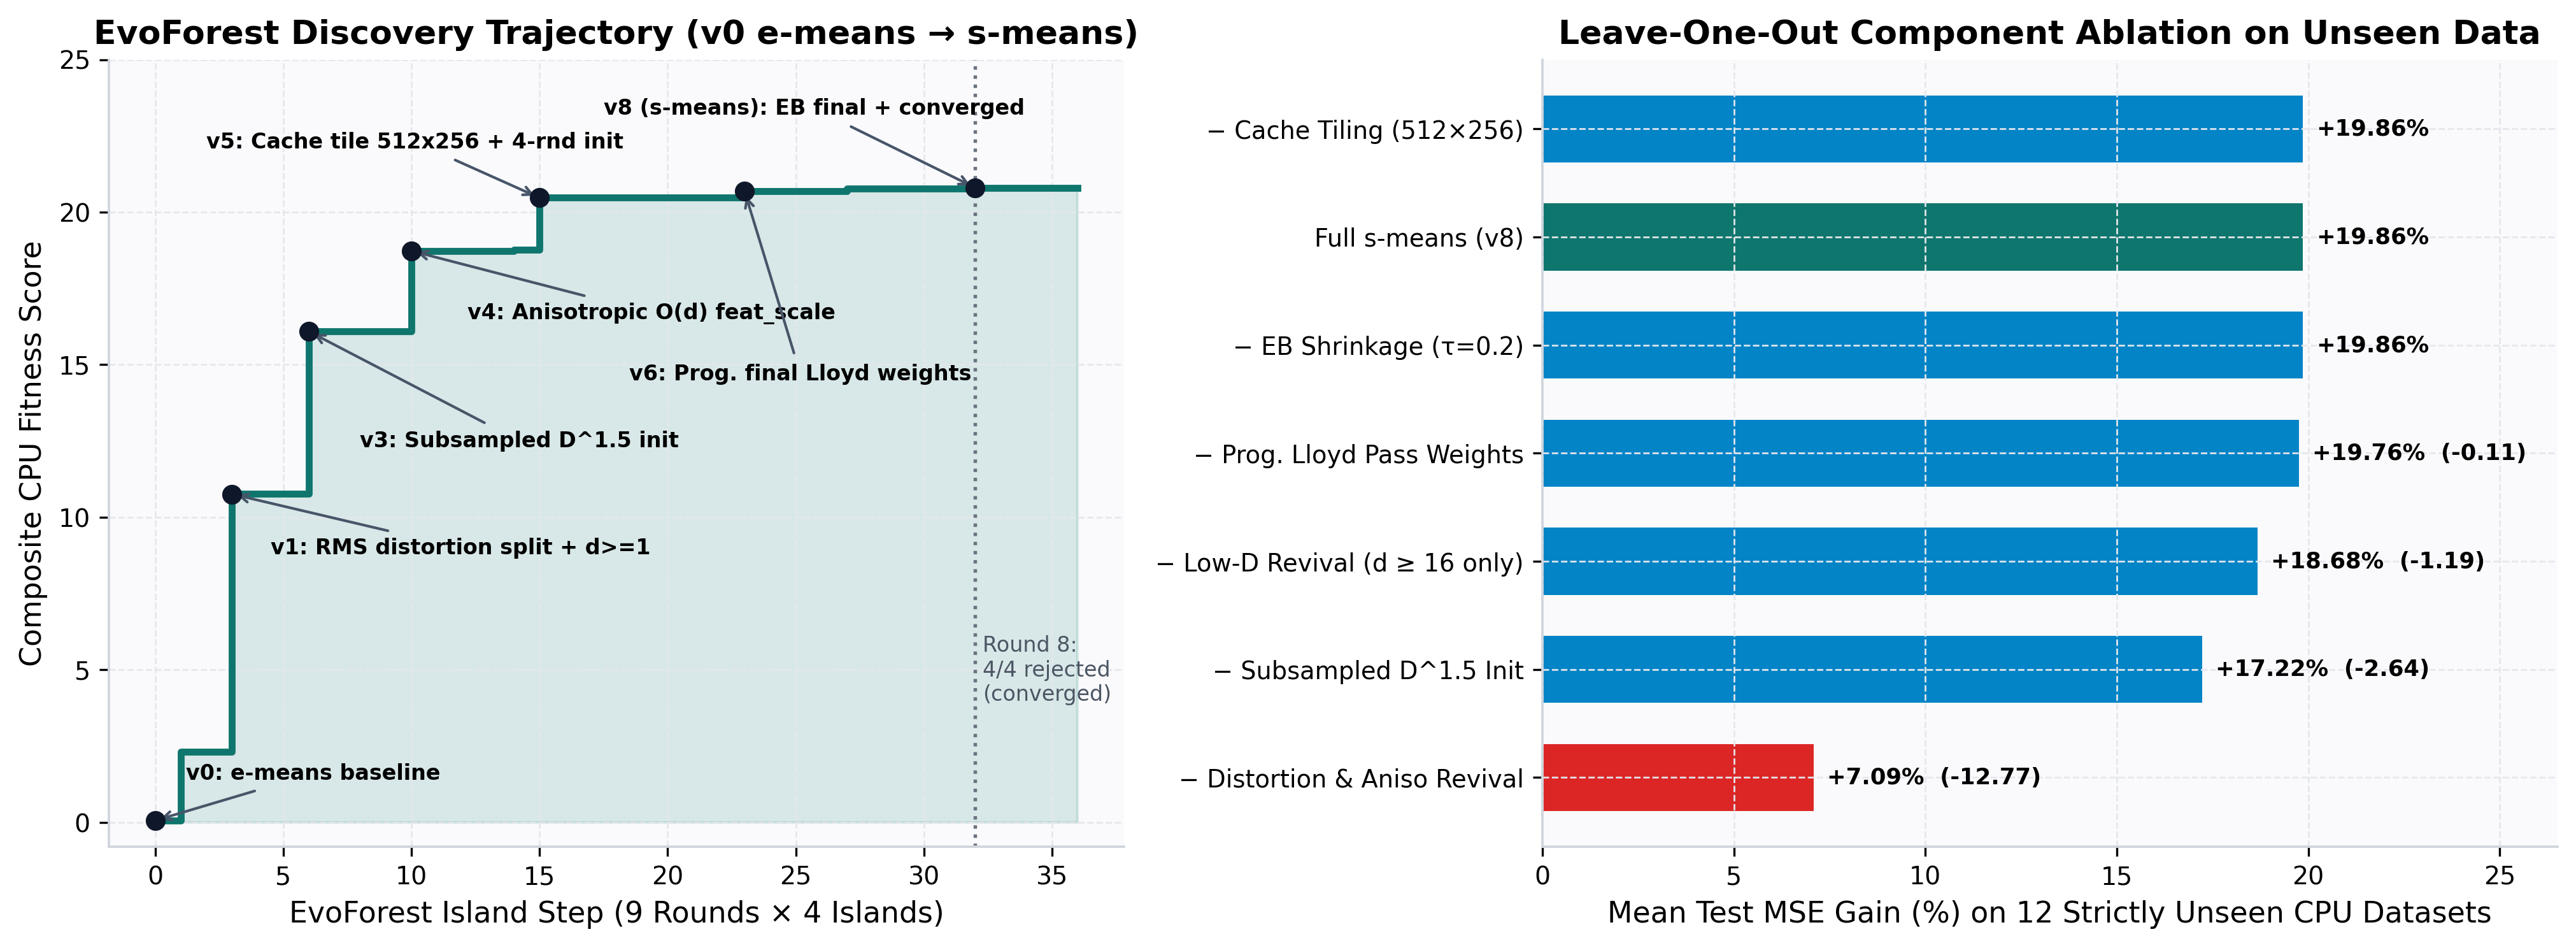 EvoForest Discovery Trajectory (v0 e-means → s-means)
Composite CPU Fitness Score
25
20
15
10
5
0
v8 (s-means): EB final + converged
v5: Cache tile 512x256 + 4-rnd init
v4: Anisotropic O(d) feat_scale
v6: Prog. final Lloyd weights
v3: Subsampled D^1.5 init
v1: RMS distortion split + d>=1
Round 8:
4/4 rejected
(converged)
v0: e-means baseline
0 5 10 15 20 25 30 35
EvoForest Island Step (9 Rounds × 4 Islands)
Leave-One-Out Component Ablation on Unseen Data
− Cache Tiling (512×256) +19.86%
Full s-means (v8) +19.86%
− EB Shrinkage (τ=0.2) +19.86%
− Prog. Lloyd Pass Weights +19.76% (-0.11)
− Low-D Revival (d ≥ 16 only) +18.68% (-1.19)
− Subsampled D^1.5 Init +17.22% (-2.64)
− Distortion & Aniso Revival +7.09% (-12.77)
0 5 10 15 20 25
Mean Test MSE Gain (%) on 12 Strictly Unseen CPU Datasets